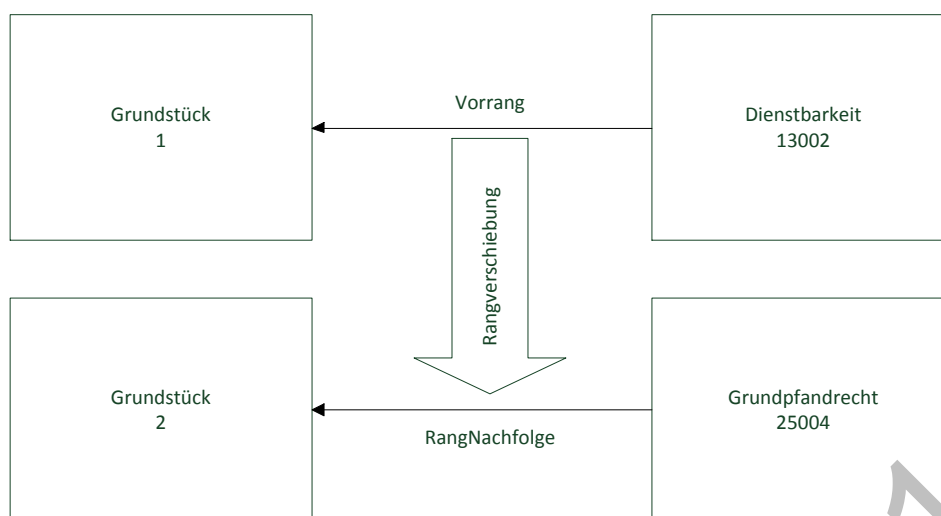 Grundstück
1
Vorrang
Dienstbarkeit
13002
Rangverschiebung
Grundstück
2
RangNachfolge
Grundpfandrecht
25004